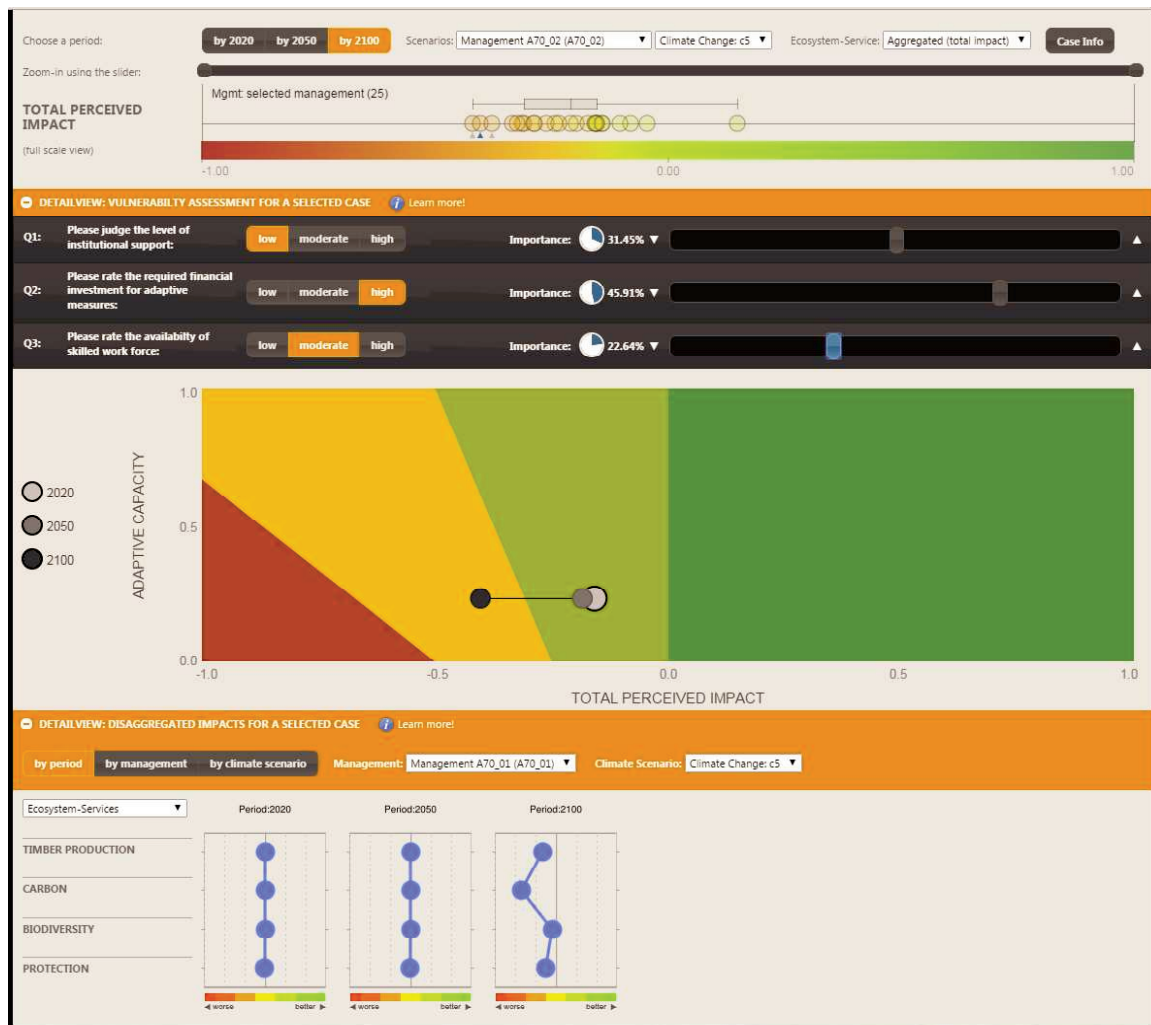 Choose a period: by 2020 by 2050 by 2100 Scenarios: Management A70_02 (A70_02) ▼ Climate Change: c5 ▼ Ecosystem-Service: Aggregated (total impact) ▼ Case Info
Zoom-in using the slider:
Mgmt: selected management (25)
TOTAL PERCEIVED
IMPACT
(full scale view)
-1.00 0.00 1.00
DETAILVIEW: VULNERABILTY ASSESSMENT FOR A SELECTED CASE i Learn more!
Q1: Please judge the level of
institutional support:
low moderate high Importance: 31.45% ▼ ▲
Q2: Please rate the required financial
investment for adaptive
measures:
low moderate high Importance: 45.91% ▼ ▲
Q3: Please rate the availabilty of
skilled work force:
low moderate high Importance: 22.64% ▼ ▲
1.0
ADAPTIVE CAPACITY
2020
2050
0.5
2100
0.0
-1.0 -0.5 0.0 0.5 1.0
TOTAL PERCEIVED IMPACT
DETAILVIEW: DISAGGREGATED IMPACTS FOR A SELECTED CASE i Learn more!
by period by management by climate scenario Management: Management A70_01 (A70_01) ▼ Climate Scenario: Climate Change: c5 ▼
Ecosystem-Services ▼ Period:2020 Period:2050 Period:2100
TIMBER PRODUCTION
CARBON
BIODIVERSITY
PROTECTION
◀ worse better ▶ ◀ worse better ▶ ◀ worse better ▶